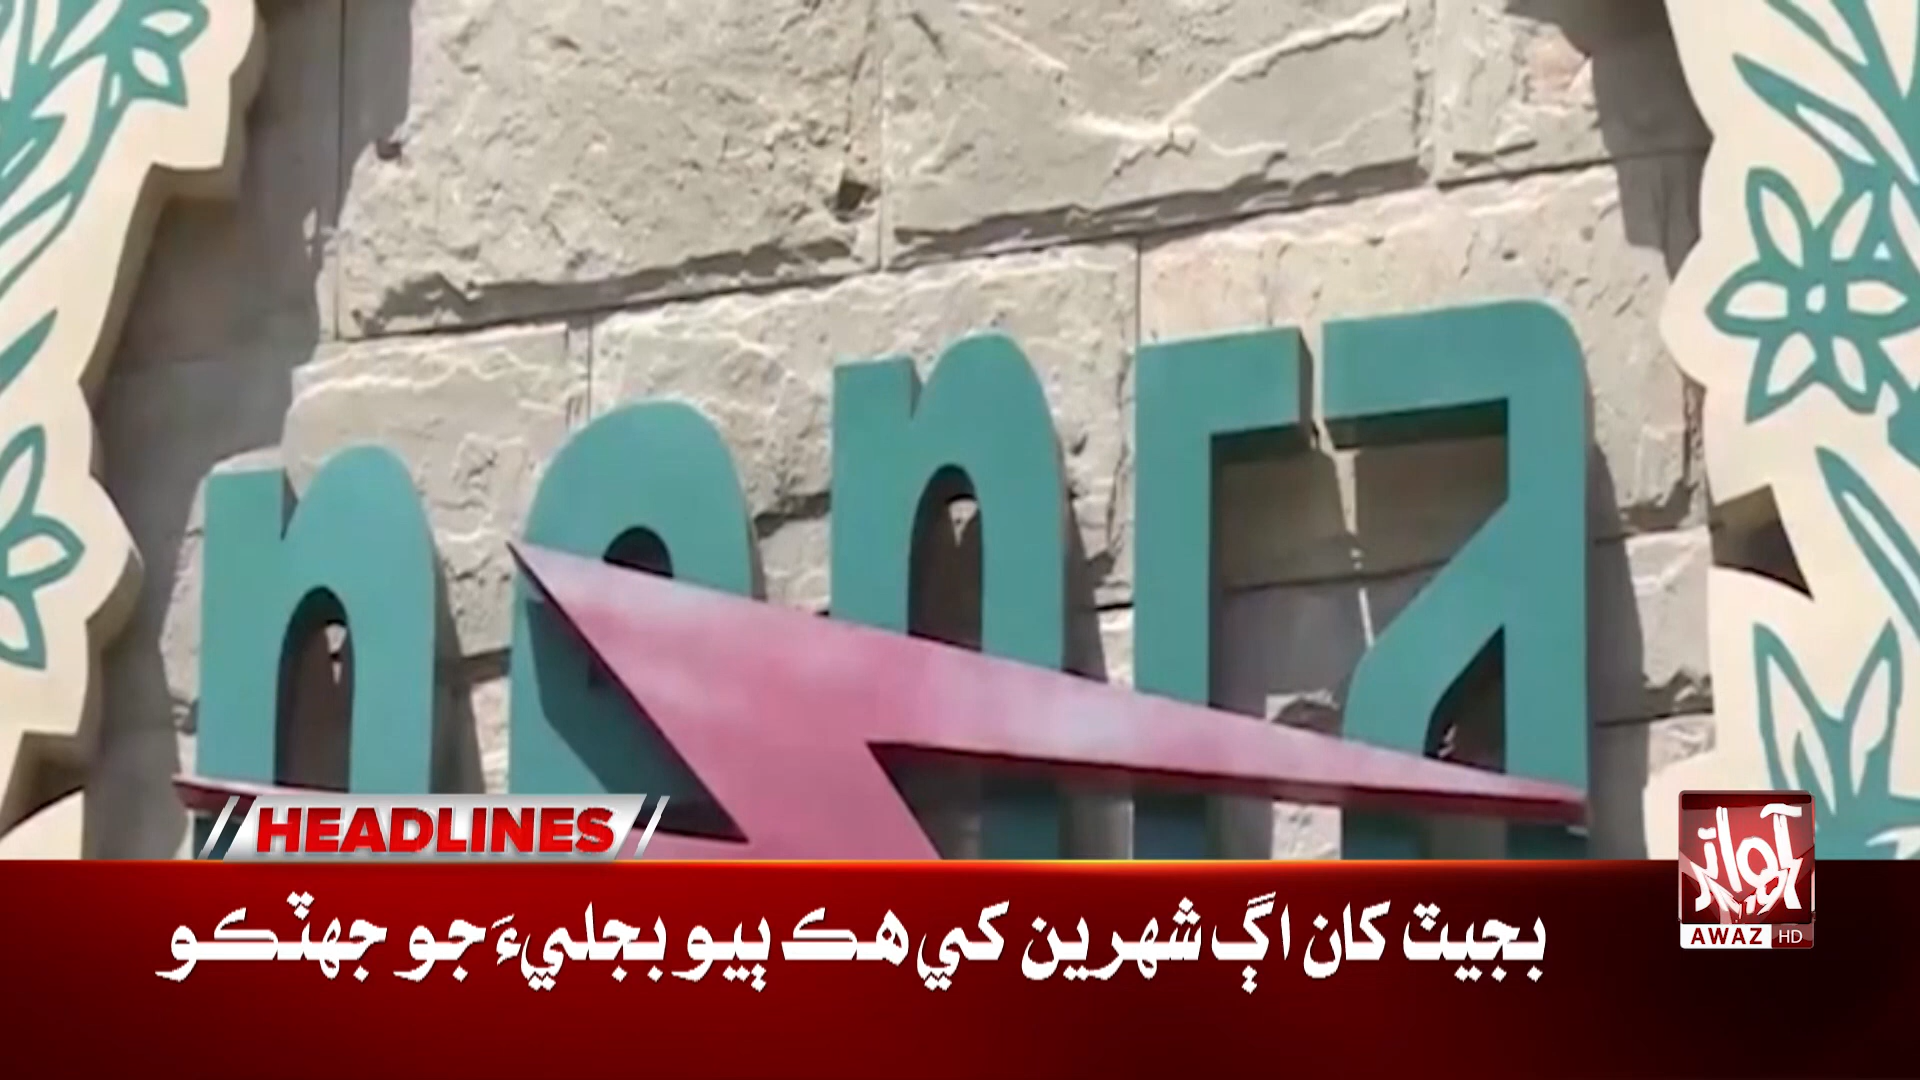 nepra
HEADLINES
بجيٽ کان اڳ شهرين کي هڪ ٻيو بجليءَ جو جهٽڪو
آواز
AWAZ HD